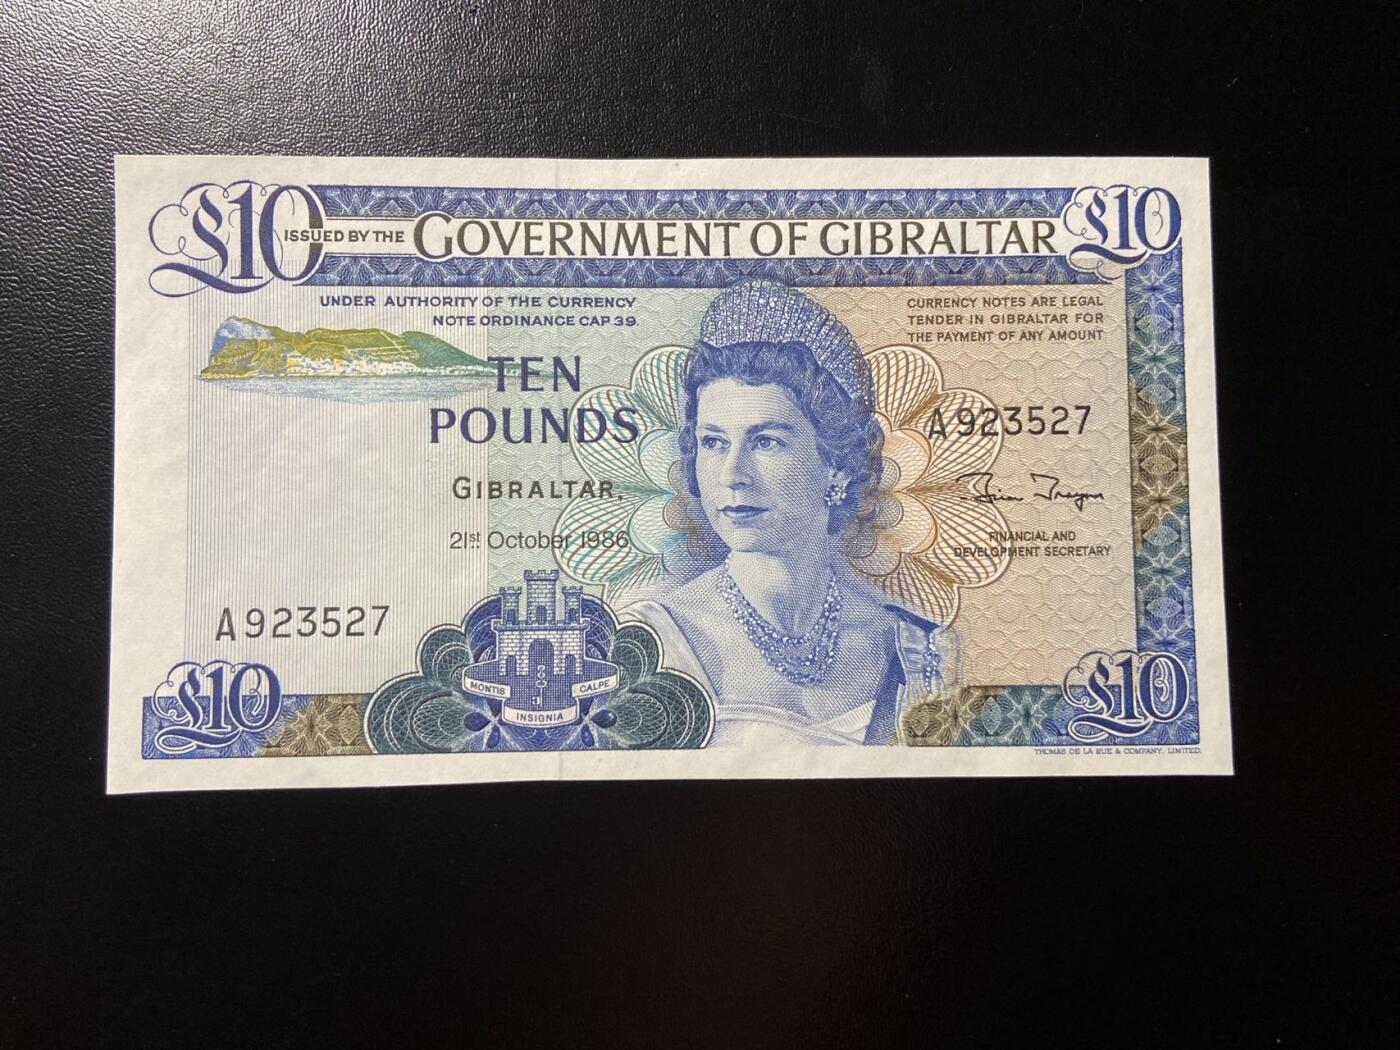 £10 ISSUED BY THE GOVERNMENT OF GIBRALTAR £10
UNDER AUTHORITY OF THE CURRENCY
NOTE ORDINANCE CAP 39.
CURRENCY NOTES ARE LEGAL
TENDER IN GIBRALTAR FOR
THE PAYMENT OF ANY AMOUNT
TEN
POUNDS
A923527
GIBRALTAR,
21st October 1986
FINANCIAL AND
DEVELOPMENT SECRETARY
A923527
MONTIS CALPE
INSIGNIA
£10
£10
THOMAS DE LA RUE & COMPANY, LIMITED.